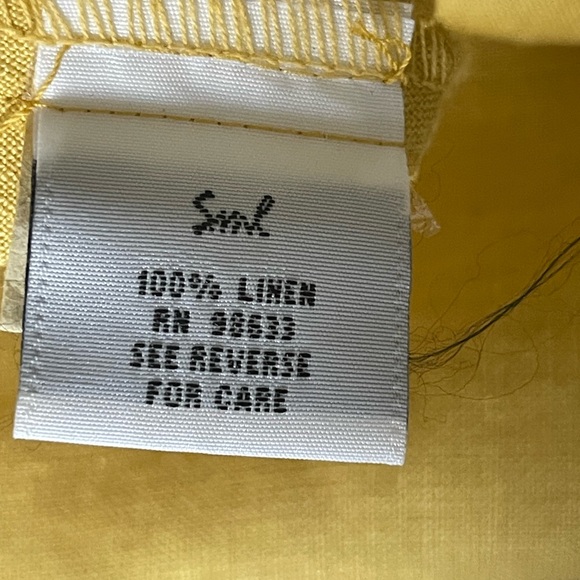 Sml
100% LINEN
RN 98633
SEE REVERSE
FOR CARE